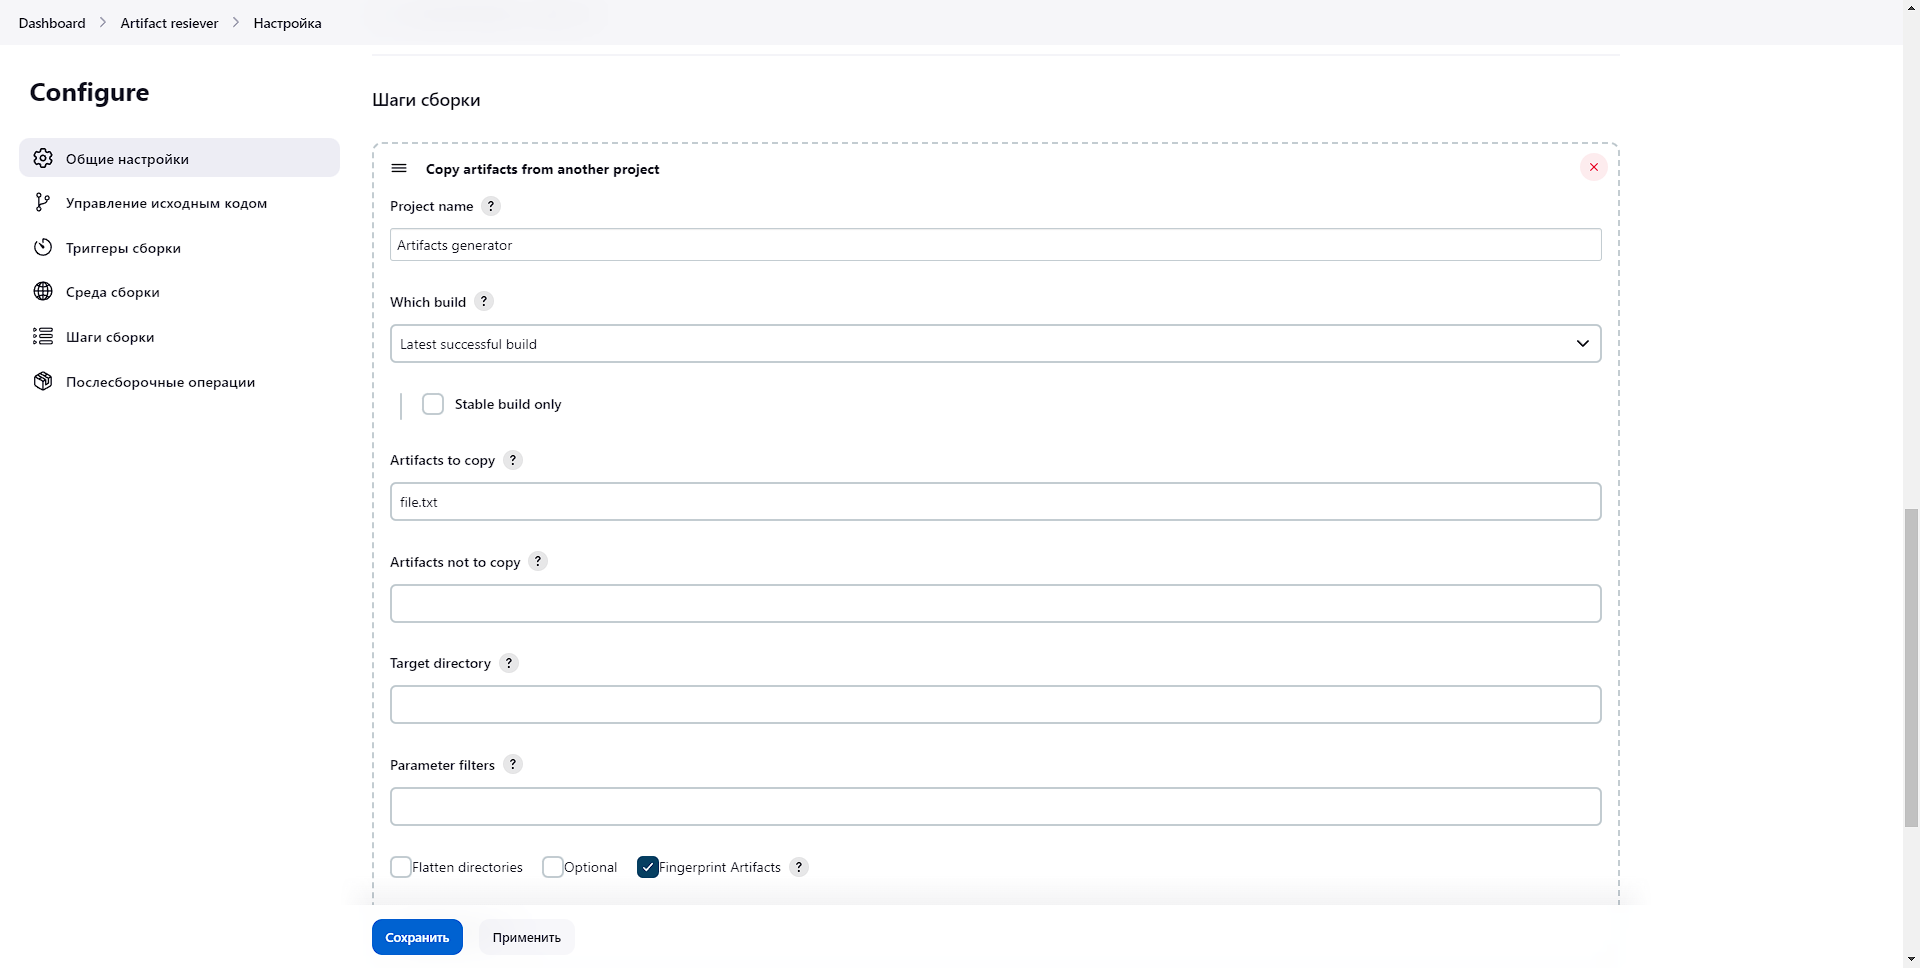 Dashboard > Artifact resiever > Настройка
Configure
Общие настройки
Управление исходным кодом
Триггеры сборки
Среда сборки
Шаги сборки
Послесборочные операции
Шаги сборки
Copy artifacts from another project
Project name ?
Artifacts generator
Which build ?
Latest successful build
Stable build only
Artifacts to copy ?
file.txt
Artifacts not to copy ?
Target directory ?
Parameter filters ?
Flatten directories Optional Fingerprint Artifacts ?
Сохранить Применить